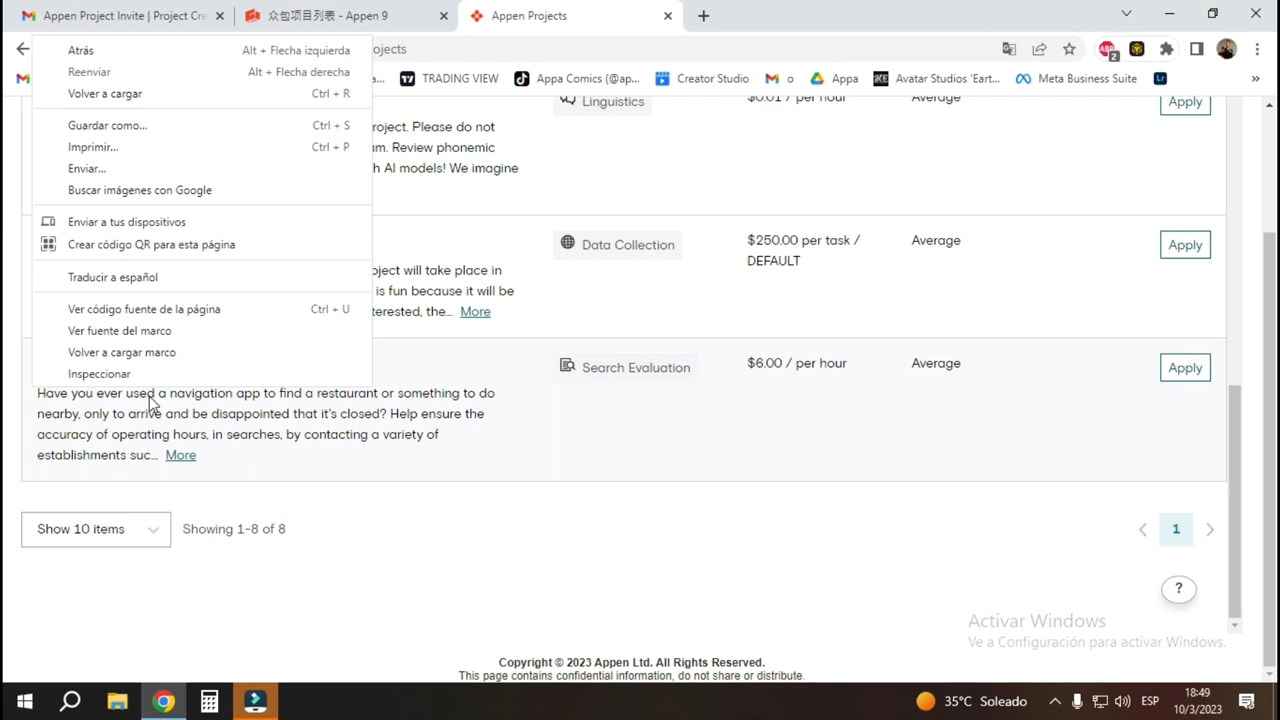 Appen Project Invite | Project Cre
众包项目列表 - Appen 9
Appen Projects
ojects
a...
TRADING VIEW
Appa Comics (@ap...
Creator Studio
o
Appa
Avatar Studios 'Eart...
Meta Business Suite
»
Atrás Alt + Flecha izquierda
Reenviar Alt + Flecha derecha
Volver a cargar Ctrl + R
Guardar como... Ctrl + S
Imprimir... Ctrl + P
Enviar...
Buscar imágenes con Google
Enviar a tus dispositivos
Crear código QR para esta página
Traducir a español
Ver código fuente de la página Ctrl + U
Ver fuente del marco
Volver a cargar marco
Inspeccionar
Linguistics $0.01 / per hour Average Apply
roject. Please do not
am. Review phonemic
h AI models! We imagine
Data Collection $250.00 per task / Average Apply
DEFAULT
oject will take place in
is fun because it will be
terested, the... More
Search Evaluation $6.00 / per hour Average Apply
Have you ever used a navigation app to find a restaurant or something to do
nearby, only to arrive and be disappointed that it's closed? Help ensure the
accuracy of operating hours, in searches, by contacting a variety of
establishments suc... More
Show 10 items Showing 1-8 of 8 1
?
Activar Windows
Ve a Configuración para activar Windows.
Copyright © 2023 Appen Ltd. All Rights Reserved.
This page contains confidential information, do not share or distribute.
35°C Soleado ESP 18:49
10/3/2023